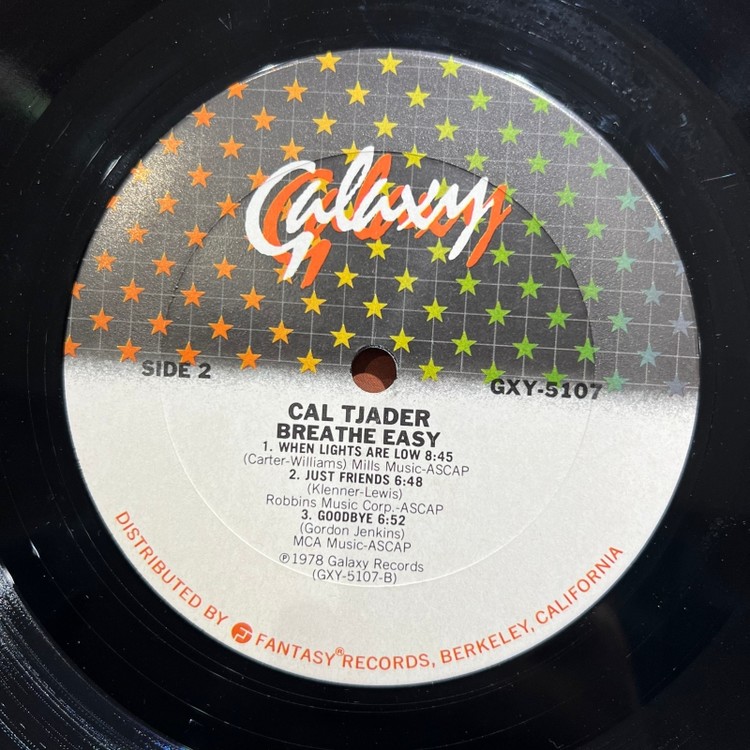 Galaxy
SIDE 2
GXY-5107
CAL TJADER
BREATHE EASY
1. WHEN LIGHTS ARE LOW 8:45
(Carter-Williams) Mills Music-ASCAP
2. JUST FRIENDS 6:48
(Klenner-Lewis)
Robbins Music Corp.-ASCAP
3. GOODBYE 6:52
(Gordon Jenkins)
MCA Music-ASCAP
℗ 1978 Galaxy Records
(GXY-5107-B)
DISTRIBUTED BY FANTASY® RECORDS, BERKELEY, CALIFORNIA